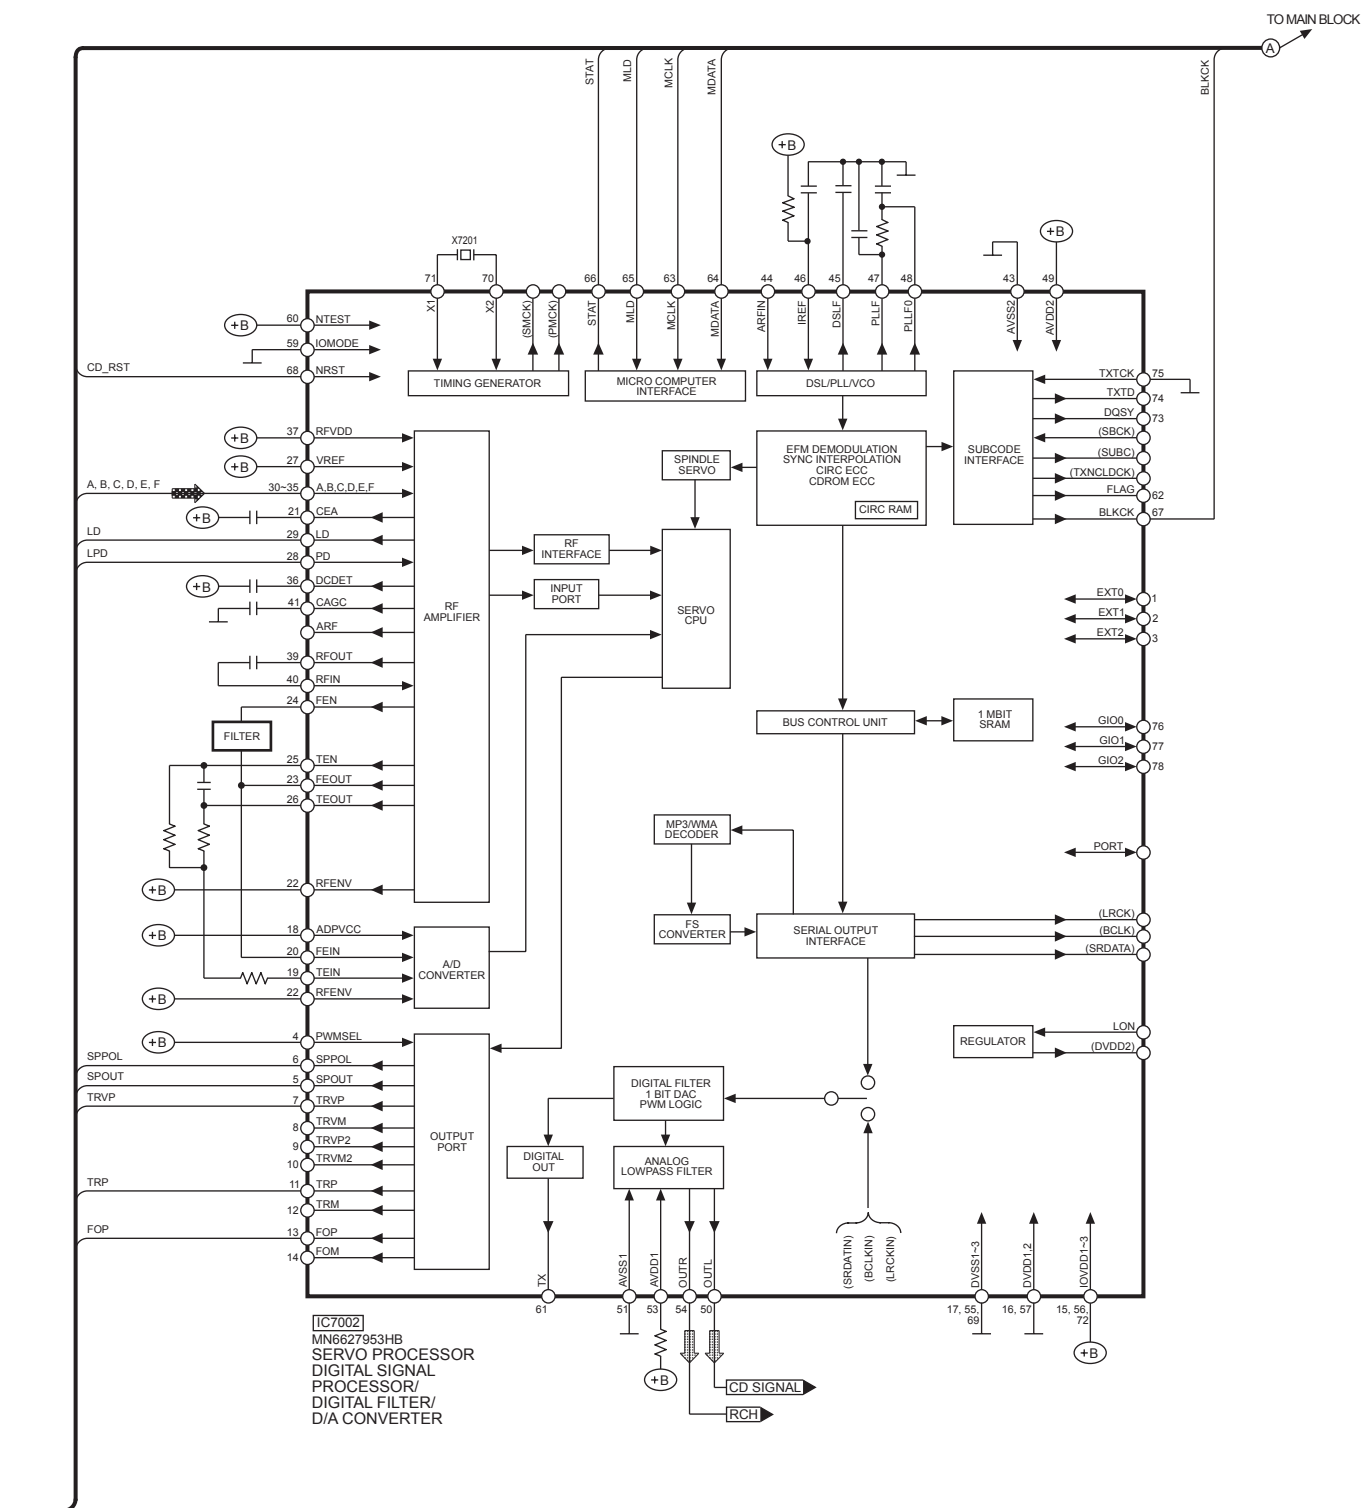 TO MAIN BLOCK
A
STAT
MLD
MCLK
MDATA
BLKCK
+B
+B
X7201
71
70
66
65
63
64
44
46
45
47
48
43
49
X1
X2
(SMCK)
(PMCK)
STAT
MLD
MCLK
MDATA
ARFIN
IREF
DSLF
PLLF
PLLF0
AVSS2
AVDD2
+B
60 NTEST
59 IOMODE
CD_RST
68 NRST
TIMING GENERATOR
MICRO COMPUTER
INTERFACE
DSL/PLL/VCO
TXTCK 75
TXTD 74
DQSY 73
(SBCK)
(SUBC)
(TXNCLDCK)
FLAG 62
BLKCK 67
SUBCODE
INTERFACE
EFM DEMODULATION
SYNC INTERPOLATION
CIRC ECC
CDROM ECC
CIRC RAM
SPINDLE
SERVO
+B
37 RFVDD
+B
27 VREF
A, B, C, D, E, F
30~35 A,B,C,D,E,F
+B
21 CEA
LD
29 LD
LPD
28 PD
+B
36 DCDET
41 CAGC
ARF
39 RFOUT
40 RFIN
24 FEN
FILTER
25 TEN
23 FEOUT
26 TEOUT
+B
22 RFENV
RF
AMPLIFIER
RF
INTERFACE
INPUT
PORT
SERVO
CPU
EXT0 1
EXT1 2
EXT2 3
BUS CONTROL UNIT
1 MBIT
SRAM
GIO0 76
GIO1 77
GIO2 78
MP3/WMA
DECODER
PORT
FS
CONVERTER
SERIAL OUTPUT
INTERFACE
(LRCK)
(BCLK)
(SRDATA)
+B
18 ADPVCC
20 FEIN
19 TEIN
+B
22 RFENV
A/D
CONVERTER
REGULATOR
LON
(DVDD2)
+B
4 PWMSEL
SPPOL
6 SPPOL
SPOUT
5 SPOUT
TRVP
7 TRVP
8 TRVM
9 TRVP2
10 TRVM2
TRP
11 TRP
12 TRM
FOP
13 FOP
14 FOM
OUTPUT
PORT
DIGITAL FILTER
1 BIT DAC
PWM LOGIC
DIGITAL
OUT
ANALOG
LOWPASS FILTER
(SRDATIN)
(BCLKIN)
(LRCKIN)
TX
AVSS1
AVDD1
OUTR
OUTL
DVSS1~3
DVDD1,2
IOVDD1~3
61
51
53
54
50
17, 55,
69
16, 57
15, 56,
72
+B
+B
CD SIGNAL
RCH
IC7002
MN6627953HB
SERVO PROCESSOR
DIGITAL SIGNAL
PROCESSOR/
DIGITAL FILTER/
D/A CONVERTER